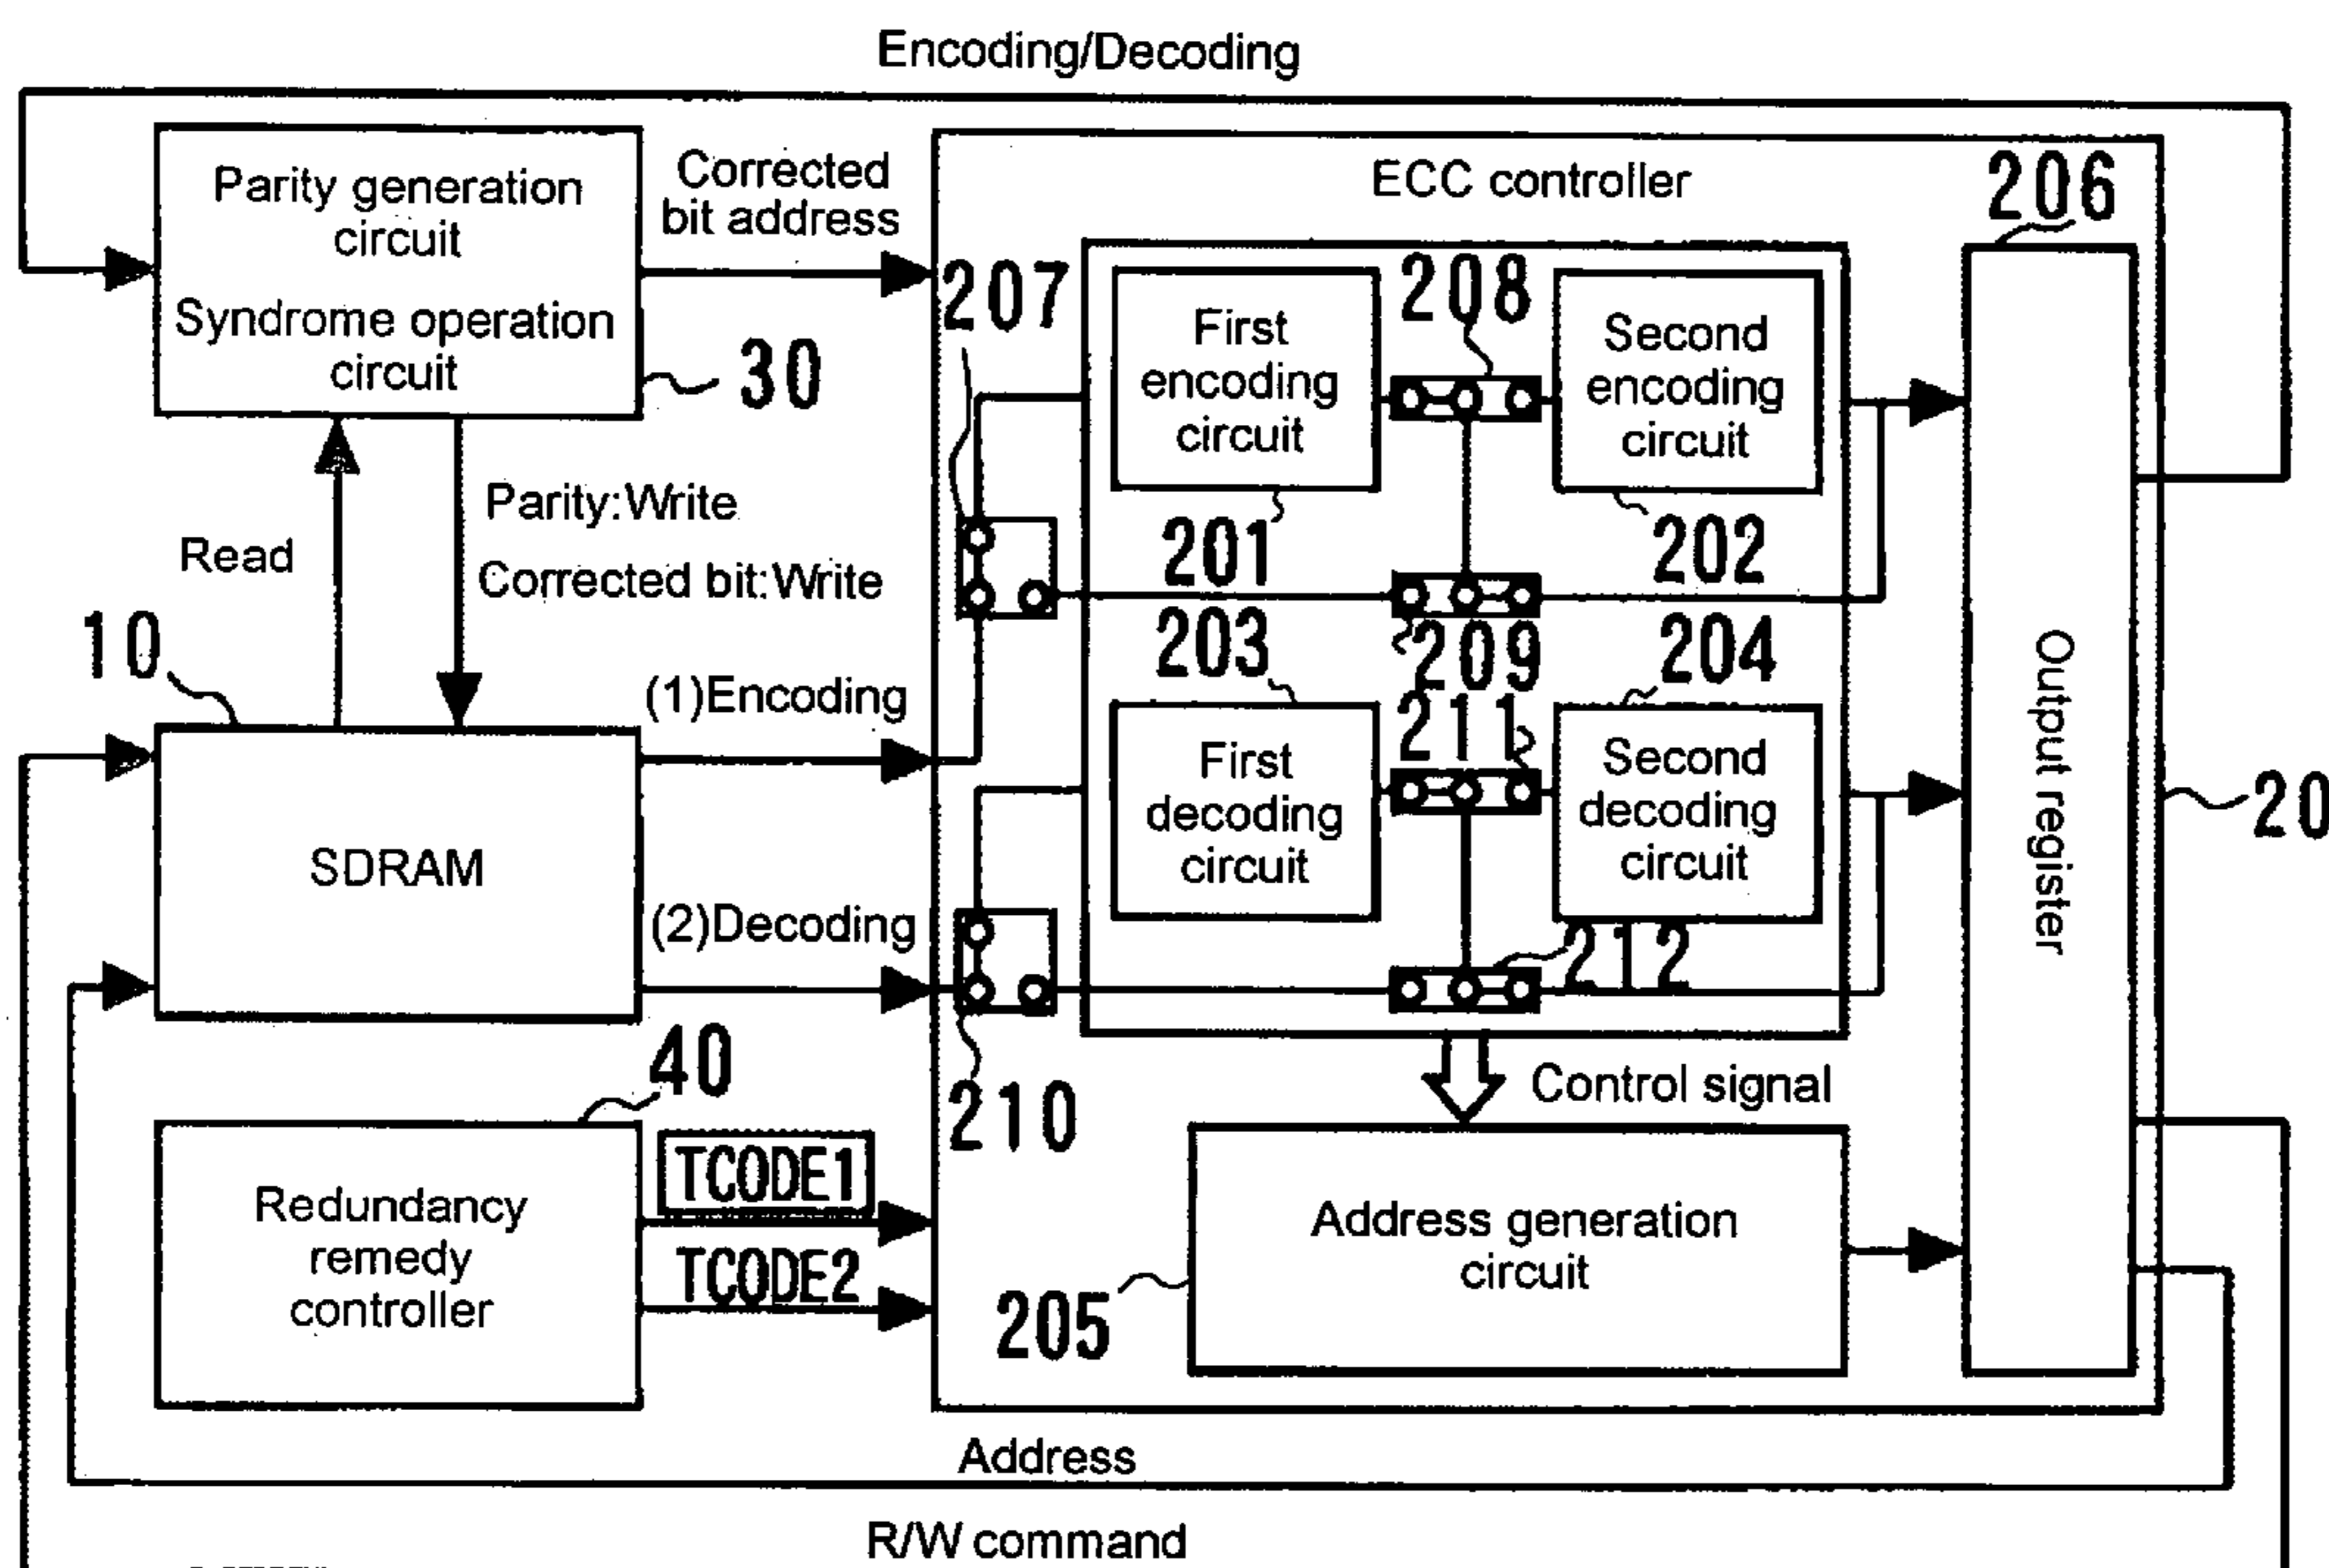 Encoding/Decoding
Parity generation
circuit
Syndrome operation
circuit
30
Corrected
bit address
ECC controller
206
207
First
encoding
circuit
208
Second
encoding
circuit
201
202
Read
Parity:Write
Corrected bit:Write
10
(1)Encoding
203
209
204
211
First
decoding
circuit
Second
decoding
circuit
Output register
20
SDRAM
(2)Decoding
212
40
210
Control signal
Redundancy
remedy
controller
TCODE1
TCODE2
Address generation
circuit
205
Address
R/W command